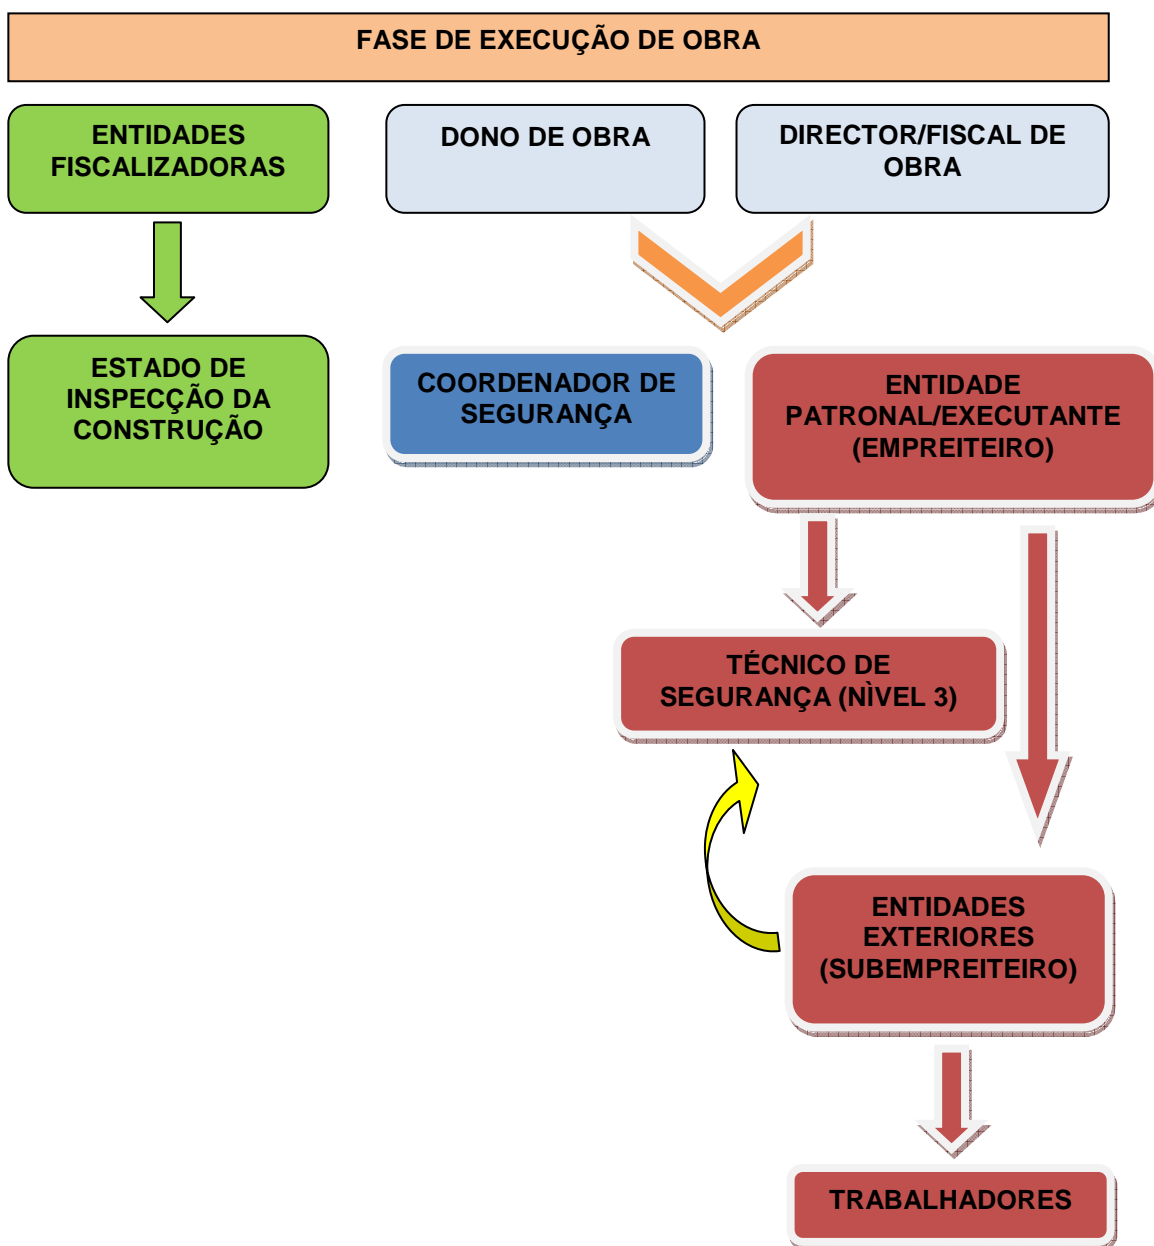 FASE DE EXECUÇÃO DE OBRA
ENTIDADES
FISCALIZADORAS
DONO DE OBRA
DIRECTOR/FISCAL DE
OBRA
ESTADO DE
INSPECÇÃO DA
CONSTRUÇÃO
COORDENADOR DE
SEGURANÇA
ENTIDADE
PATRONAL/EXECUTANTE
(EMPREITEIRO)
TÉCNICO DE
SEGURANÇA (NÌVEL 3)
ENTIDADES
EXTERIORES
(SUBEMPREITEIRO)
TRABALHADORES